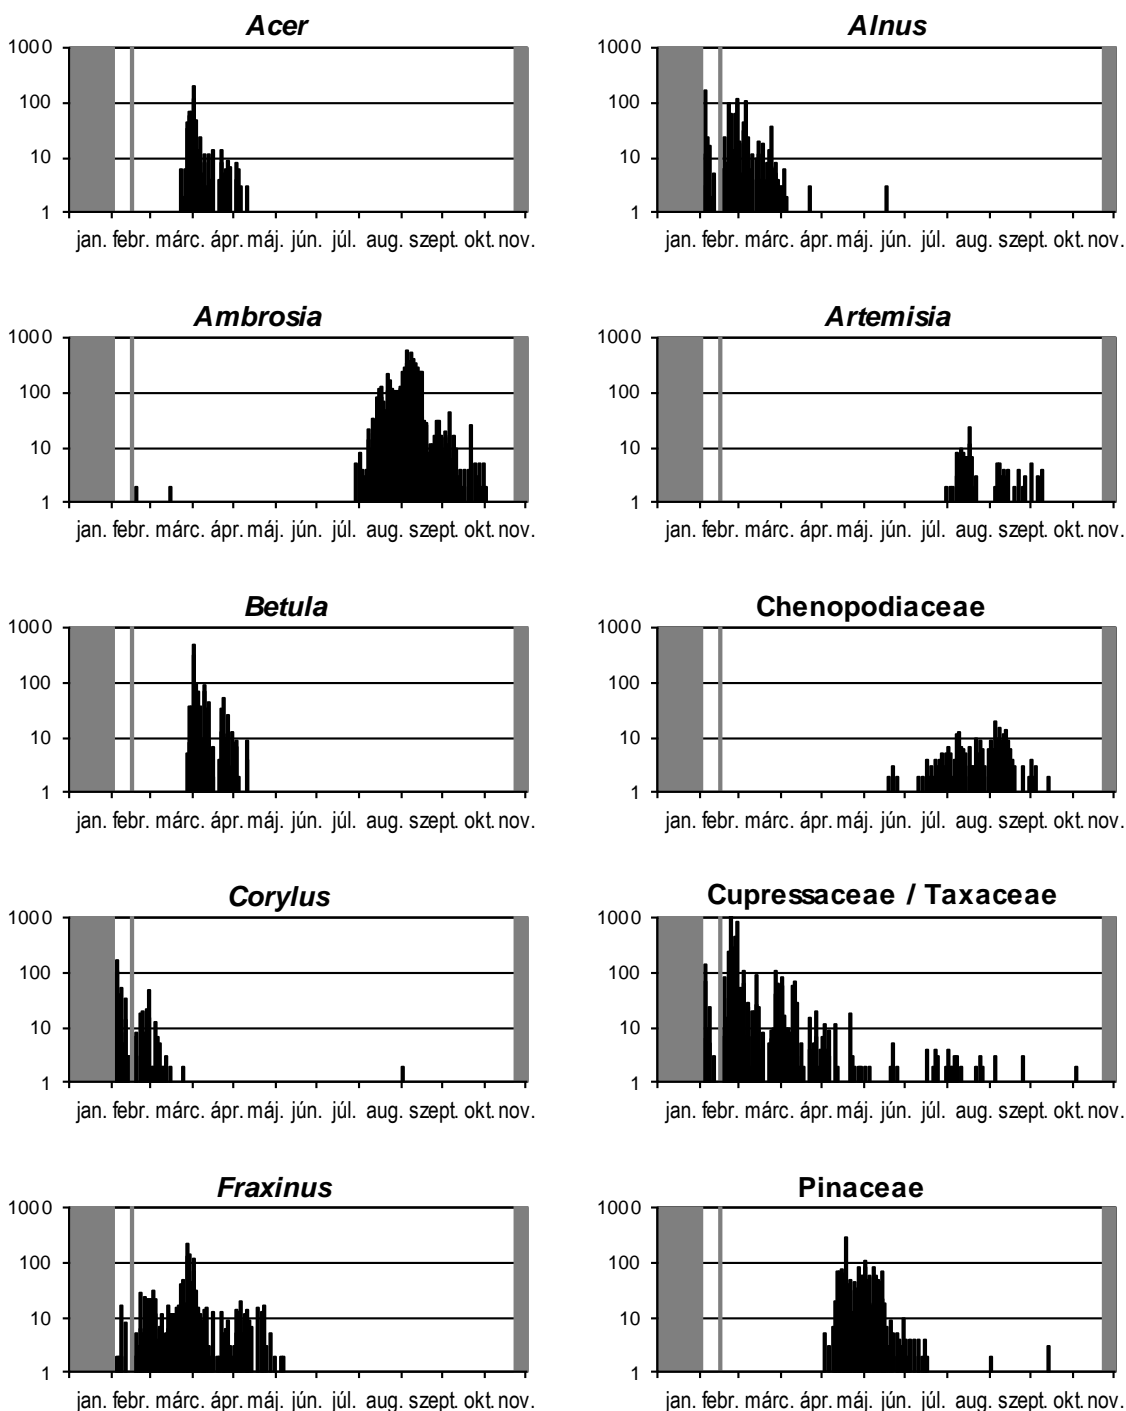 Acer
1000
100
10
1
jan. febr. márc. ápr. máj. jún. júl. aug. szept. okt. nov.
Alnus
1000
100
10
1
jan. febr. márc. ápr. máj. jún. júl. aug. szept. okt. nov.
Ambrosia
1000
100
10
1
jan. febr. márc. ápr. máj. jún. júl. aug. szept. okt. nov.
Artemisia
1000
100
10
1
jan. febr. márc. ápr. máj. jún. júl. aug. szept. okt. nov.
Betula
1000
100
10
1
jan. febr. márc. ápr. máj. jún. júl. aug. szept. okt. nov.
Chenopodiaceae
1000
100
10
1
jan. febr. márc. ápr. máj. jún. júl. aug. szept. okt. nov.
Corylus
1000
100
10
1
jan. febr. márc. ápr. máj. jún. júl. aug. szept. okt. nov.
Cupressaceae / Taxaceae
1000
100
10
1
jan. febr. márc. ápr. máj. jún. júl. aug. szept. okt. nov.
Fraxinus
1000
100
10
1
jan. febr. márc. ápr. máj. jún. júl. aug. szept. okt. nov.
Pinaceae
1000
100
10
1
jan. febr. márc. ápr. máj. jún. júl. aug. szept. okt. nov.